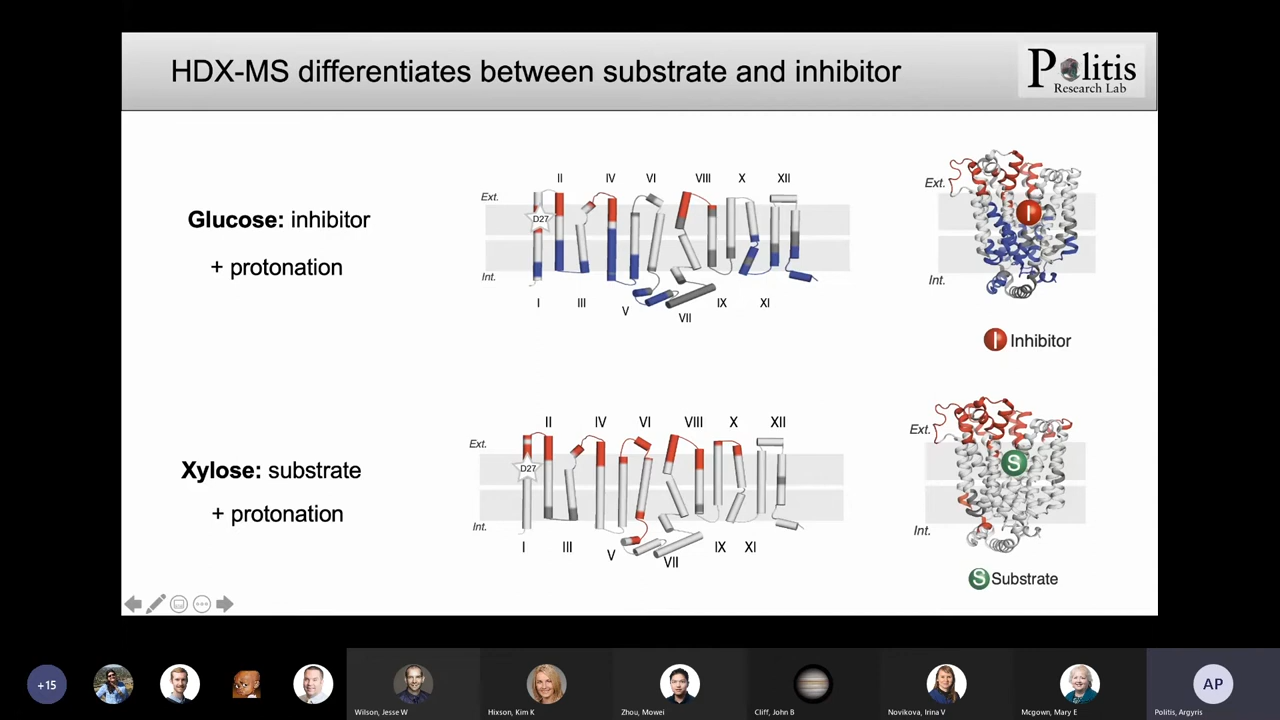 HDX-MS differentiates between substrate and inhibitor
Politis
Research Lab
Glucose: inhibitor
+ protonation
Ext.
Int.
II IV VI VIII X XII
D27
I III V VII IX XI
Ext.
Int.
I
I Inhibitor
Xylose: substrate
+ protonation
Ext.
Int.
II IV VI VIII X XII
D27
I III V VII IX XI
Ext.
Int.
S
S Substrate
+15
AP
Wilson, Jesse W
Hixson, Kim K
Zhou, Mowei
Cliff, John B
Novikova, Irina V
Mcgown, Mary E
Politis, Argyris